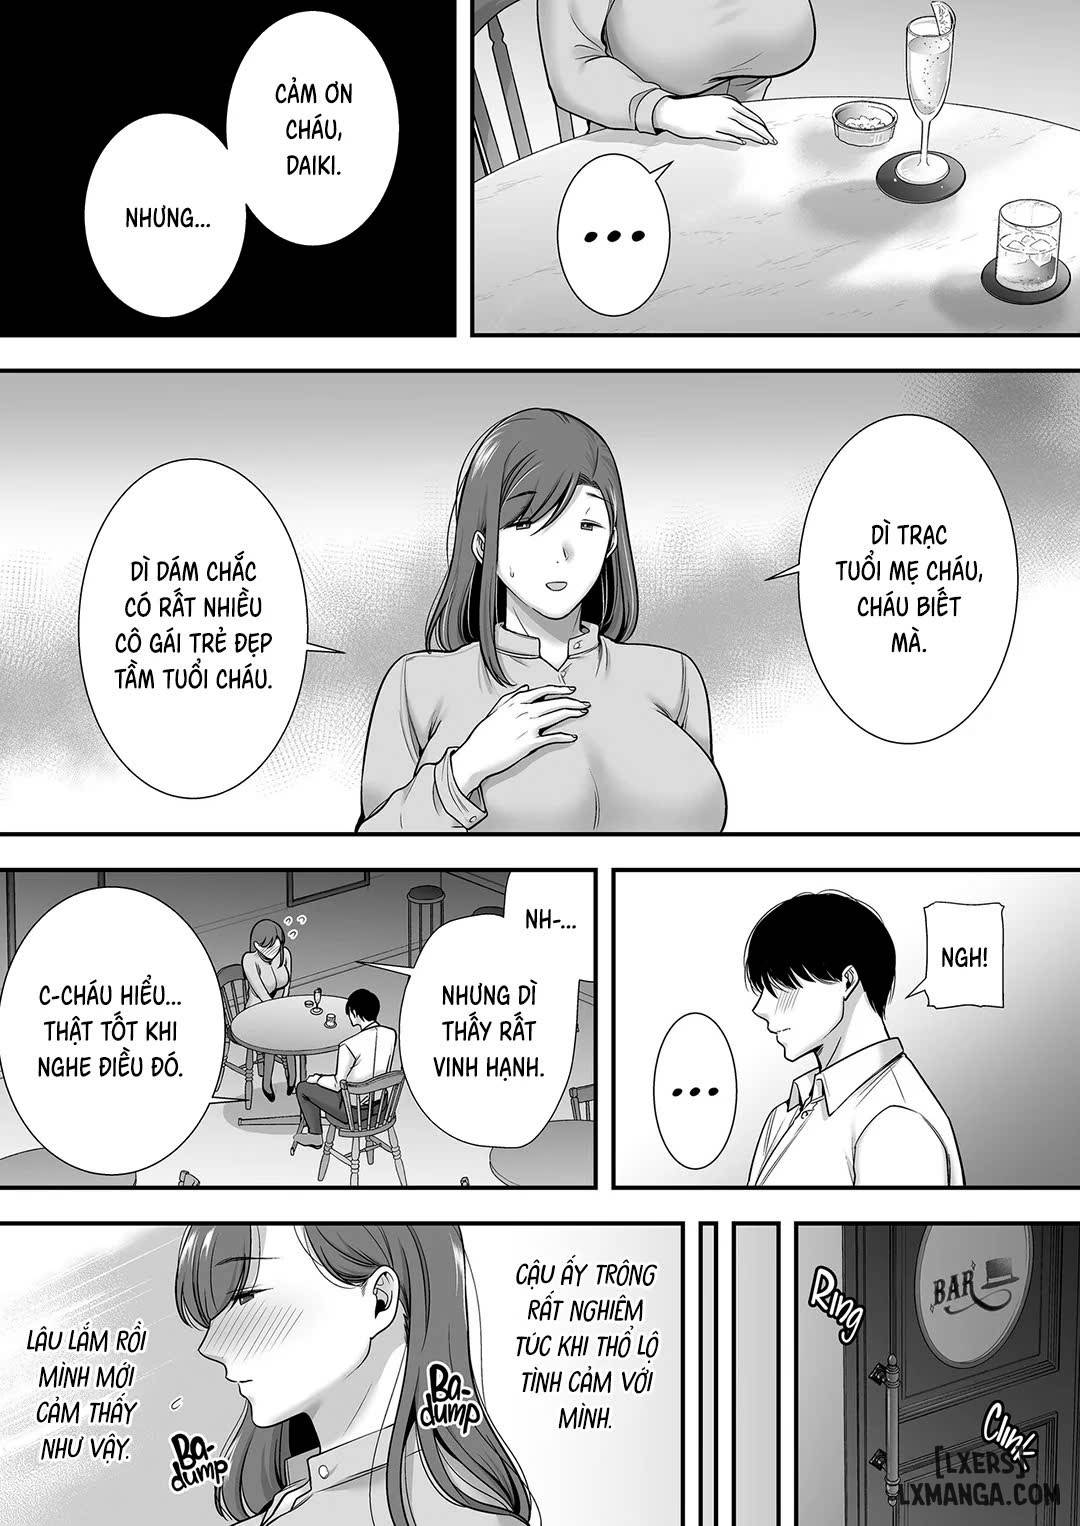 CẢM ƠN
CHÁU,
DAIKI.
NHƯNG...
...
DÌ TRẠC
TUỔI MẸ CHÁU,
CHÁU BIẾT
MÀ.
DÌ DÁM CHẮC
CÓ RẤT NHIỀU
CÔ GÁI TRẺ ĐẸP
TẦM TUỔI CHÁU.
NGH!
...
NH-...
NHƯNG DÌ
THẤY RẤT
VINH HẠNH.
C-CHÁU HIỂU...
THẬT TỐT KHI
NGHE ĐIỀU ĐÓ.
BAR
Ring
Clink
CẬU ẤY TRÔNG
RẤT NGHIÊM
TÚC KHI THỔ LỘ
TÌNH CẢM VỚI
MÌNH.
Ba-
dump
LÂU LẮM RỒI
MÌNH MỚI
CẢM THẤY
NHƯ VẬY.
Ba-
dump
[LXERS]
LXMANGA.COM